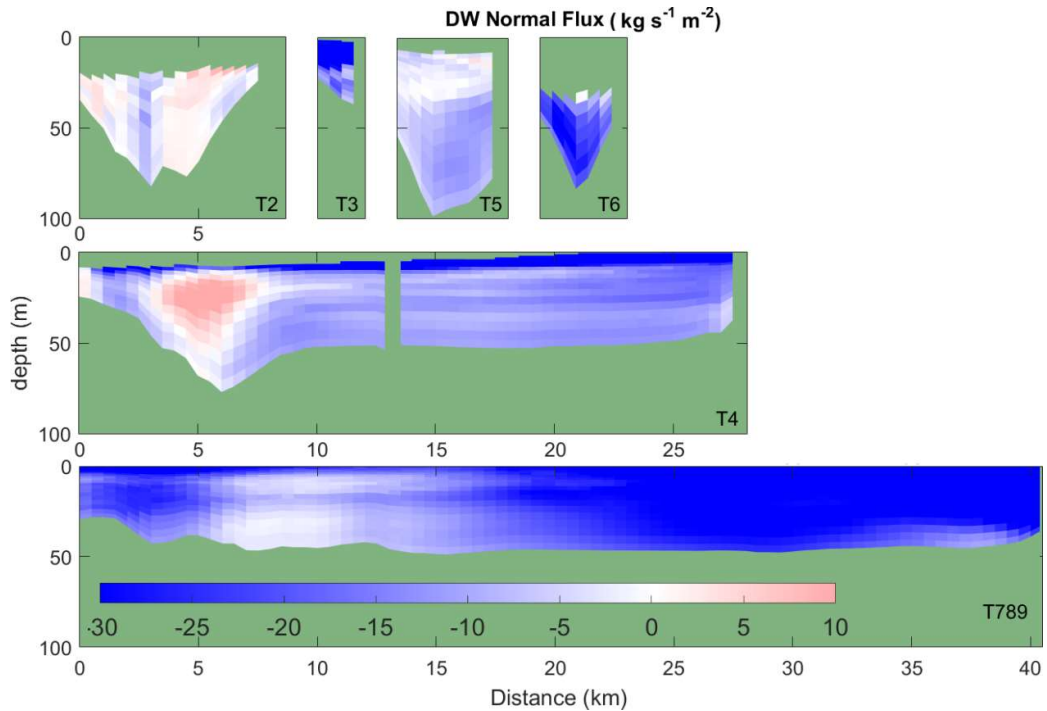 DW Normal Flux ( kg s⁻¹ m⁻²)
0
50
100
0 5
T2
T3
T5
T6
depth (m)
0
50
100
T4
0 5 10 15 20 25
0
50
100
-30 -25 -20 -15 -10 -5 0 5 10
T789
0 5 10 15 20 25 30 35 40
Distance (km)